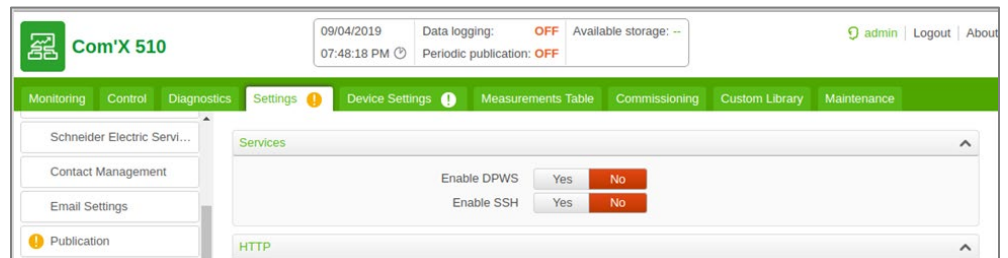 Com'X 510
09/04/2019
07:48:18 PM
Data logging: OFF
Periodic publication: OFF
Available storage: --
admin Logout About
Monitoring Control Diagnostics Settings Device Settings Measurements Table Commissioning Custom Library Maintenance
Schneider Electric Servi...
Contact Management
Email Settings
Publication
Services
Enable DPWS Yes No
Enable SSH Yes No
HTTP